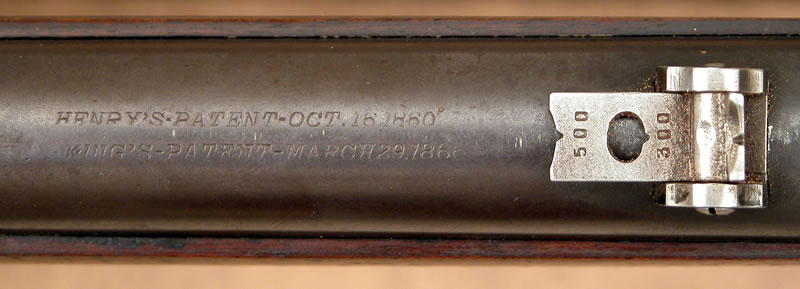 HENRY'S-PATENT-OCT.16.1860
KING'S-PATENT-MARCH29.1866
500
300